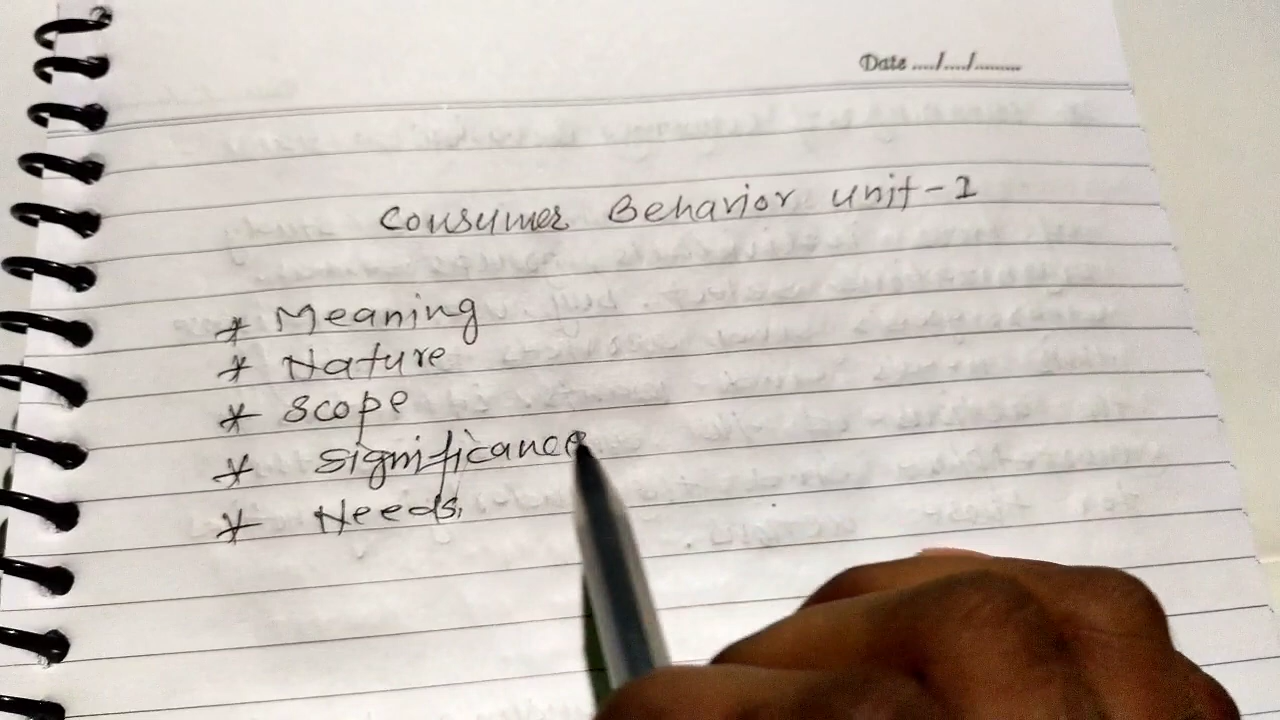 Date ..../..../.........
Consumer Behavior Unit-1
* Meaning
* Nature
* Scope
* Significance
* Needs,